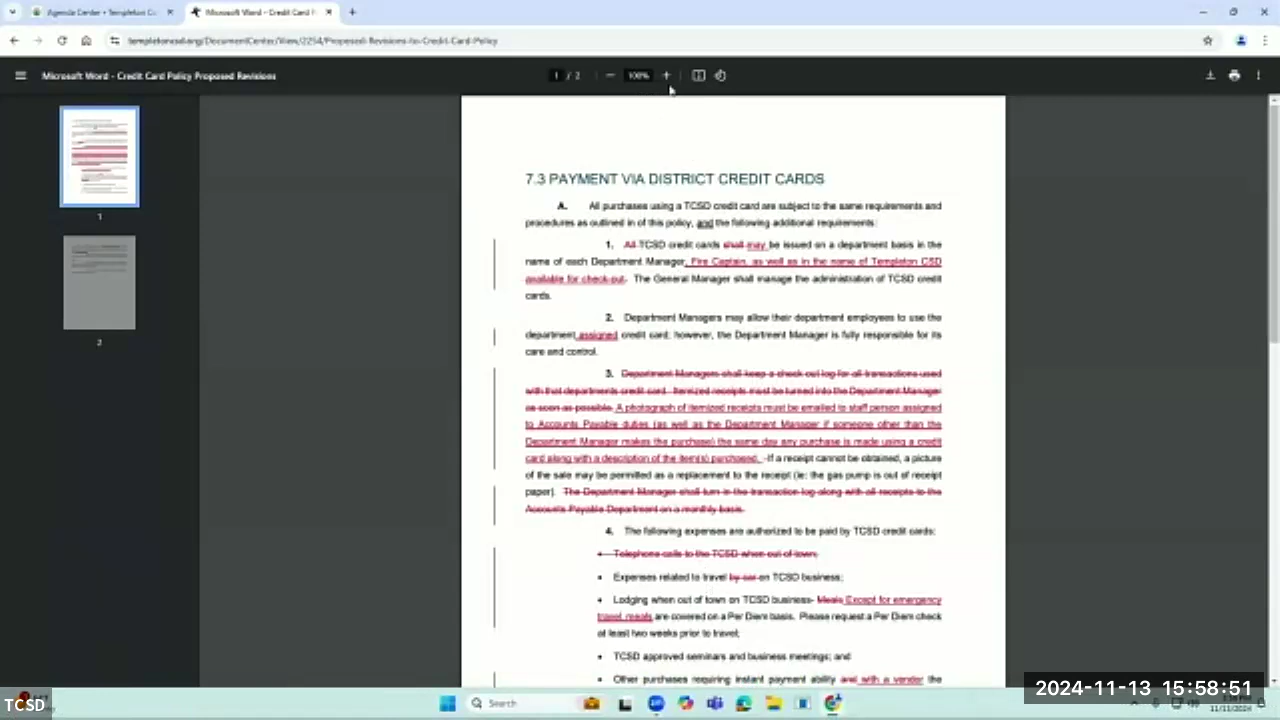 Agenda Center • Templeton C
Microsoft Word - Credit Card P
templetoncsd.org/DocumentCenter/View/2254/Proposed-Revisions-to-Credit-Card-Policy
Microsoft Word - Credit Card Policy Proposed Revisions
1 / 2
100%
7.3 PAYMENT VIA DISTRICT CREDIT CARDS
A. All purchases using a TCSD credit card are subject to the same requirements and
procedures as outlined in of this policy, and the following additional requirements:
1. All TCSD credit cards shall may be issued on a department basis in the
name of each Department Manager, Fire Captain, as well as in the name of Templeton CSD
available for check-out. The General Manager shall manage the administration of TCSD credit
cards.
2. Department Managers may allow their department employees to use the
department assigned credit card; however, the Department Manager is fully responsible for its
care and control.
3. Department Managers shall keep a check out log for all transactions used
with that departments credit card. Itemized receipts must be turned into the Department Manager
as soon as possible. A photograph of itemized receipts must be emailed to staff person assigned
to Accounts Payable duties (as well as the Department Manager if someone other than the
Department Manager makes the purchase) the same day any purchase is made using a credit
card along with a description of the item(s) purchased. -If a receipt cannot be obtained, a picture
of the sale may be permitted as a replacement to the receipt (ie: the gas pump is out of receipt
paper). The Department Manager shall turn in the transaction log along with all receipts to the
Accounts Payable Department on a monthly basis.
4. The following expenses are authorized to be paid by TCSD credit cards:
• Telephone calls to the TCSD when out of town;
• Expenses related to travel by car on TCSD business;
• Lodging when out of town on TCSD business- Meals Except for emergency
travel, meals are covered on a Per Diem basis. Please request a Per Diem check
at least two weeks prior to travel;
• TCSD approved seminars and business meetings; and
• Other purchases requiring instant payment ability and with a vendor the
1
2
Search
TCSD
2024-11-13 15:58:51